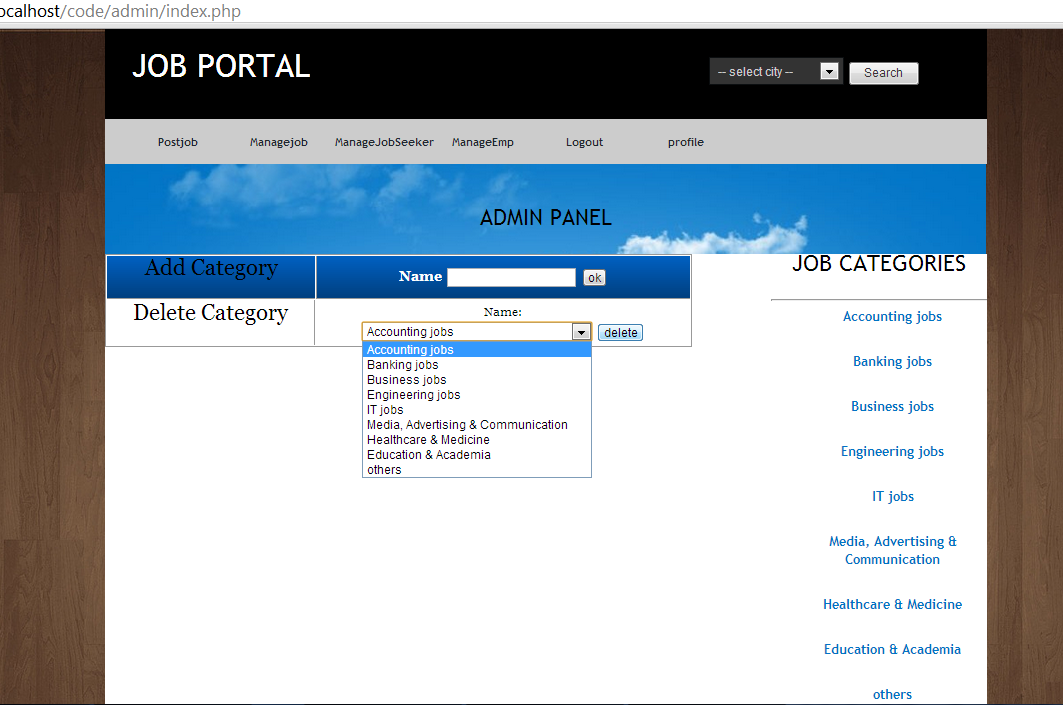 ocalhost/code/admin/index.php
JOB PORTAL
-- select city --
Search
Postjob
Managejob
ManageJobSeeker
ManageEmp
Logout
profile
ADMIN PANEL
Add Category
Name
ok
Delete Category
Name:
Accounting jobs
delete
Accounting jobs
Banking jobs
Business jobs
Engineering jobs
IT jobs
Media, Advertising & Communication
Healthcare & Medicine
Education & Academia
others
JOB CATEGORIES
Accounting jobs
Banking jobs
Business jobs
Engineering jobs
IT jobs
Media, Advertising &
Communication
Healthcare & Medicine
Education & Academia
others